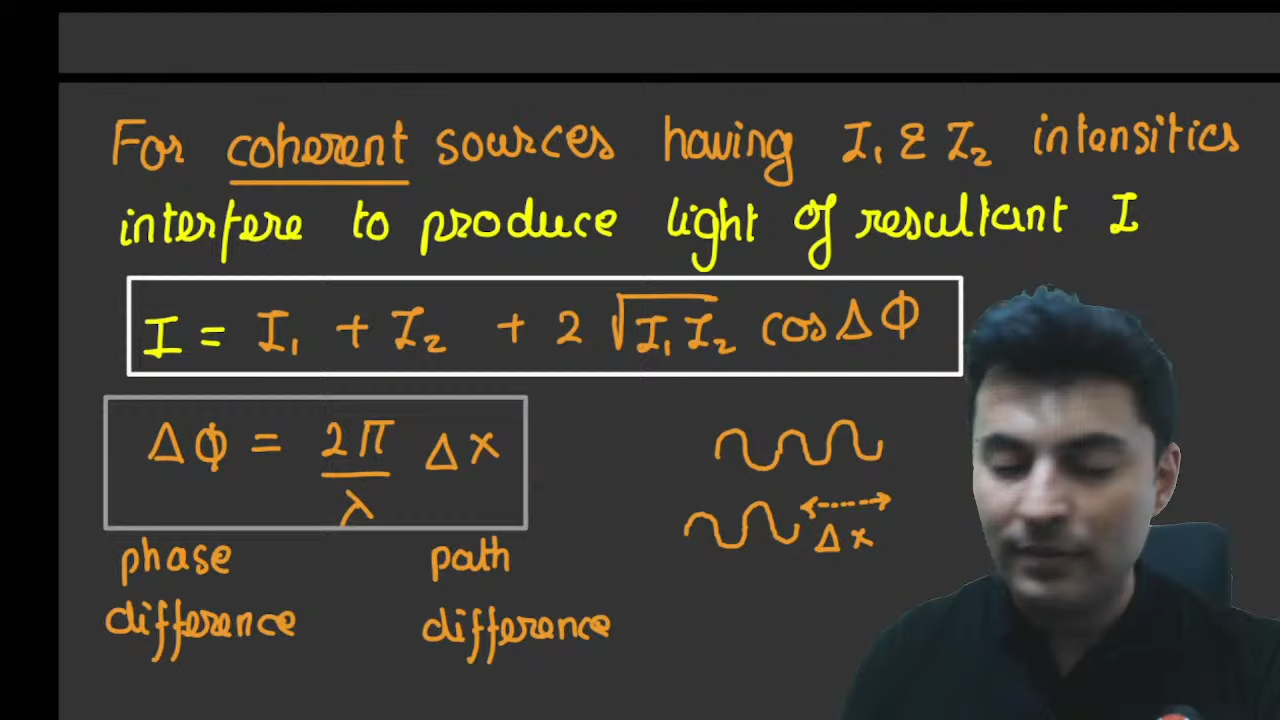 For coherent sources having I₁ & I₂ intensities
interfere to produce light of resultant I
I = I₁ + I₂ + 2 √I₁I₂ cos Δϕ
Δϕ = 2π/λ Δx
phase difference
path difference
Δx